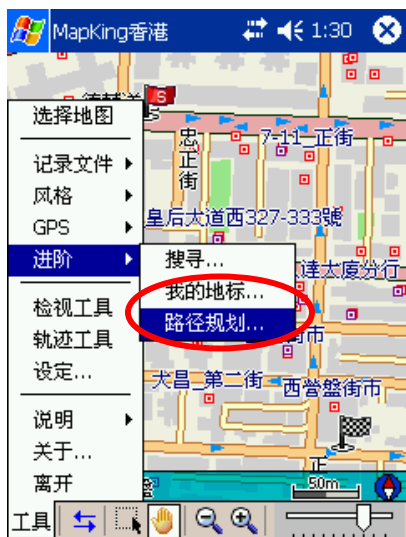 MapKing香港 1:30
S
选择地图
记录文件
风格
GPS
进阶
检视工具
轨迹工具
设定...
说明
关于...
离开
工具
搜寻...
我的地标...
路径规划...
忠正街
7-11_正街
皇后大道西327-333號
達大廈分行
街市
大昌_第二街
西營盤街市
正
50m